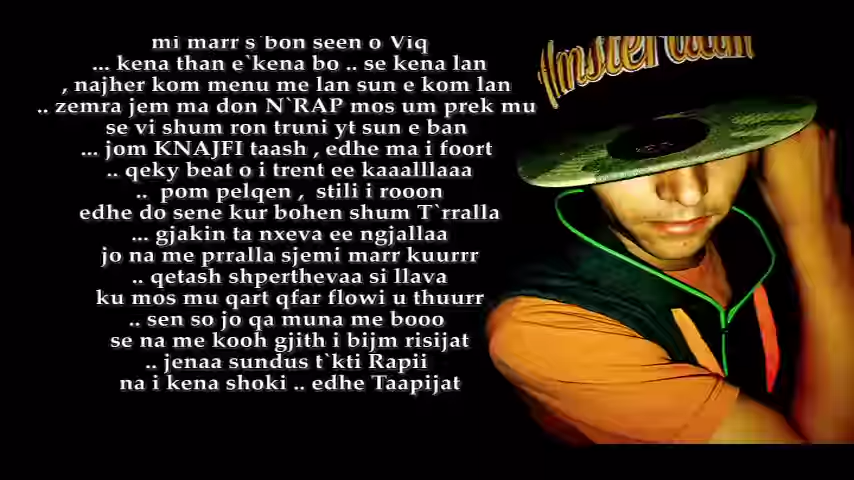 mi marr s`bon seen o Viq
... kena than e`kena bo .. se kena lan
, najher kom menu me lan sun e kom lan
.. zemra jem ma don N`RAP mos um prek mu
se vi shum ron truni yt sun e ban
... jom KNAJFI taash , edhe ma i foort
.. qeky beat o i trent ee kaaalllaaa
.. pom pelqen , stili i rooon
edhe do sene kur bohen shum T`rralla
... gjakin ta nxeva ee ngjallaa
jo na me prralla sjemi marr kuurrr
.. qetash shperthevaa si llava
ku mos mu qart qfar flowi u thuurr
.. sen so jo qa muna me booo
se na me kooh gjith i bijm risijat
.. jenaa sundus t`kti Rapii
na i kena shoki .. edhe Taapijat
Amsterdam